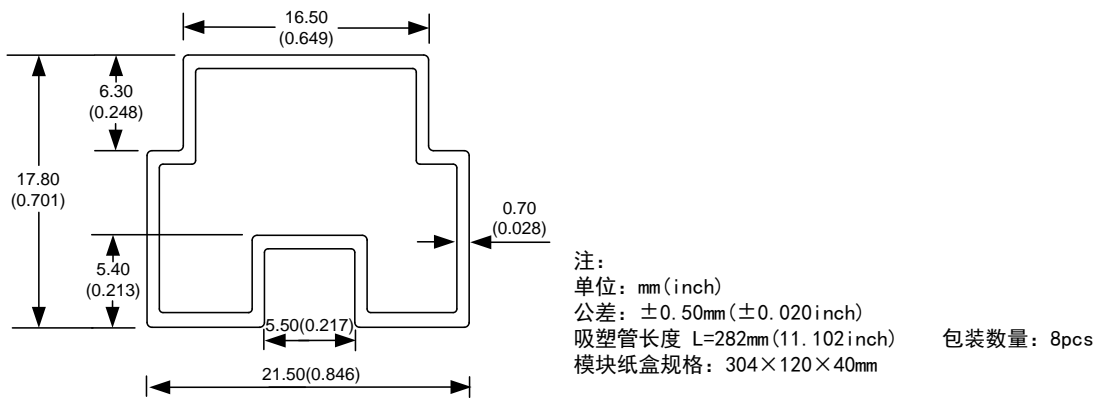 16.50
(0.649)
6.30
(0.248)
17.80
(0.701)
0.70
(0.028)
5.40
(0.213)
5.50(0.217)
21.50(0.846)
注：
单位：mm(inch)
公差：±0.50mm(±0.020inch)
吸塑管长度 L=282mm(11.102inch) 包装数量：8pcs
模块纸盒规格：304×120×40mm